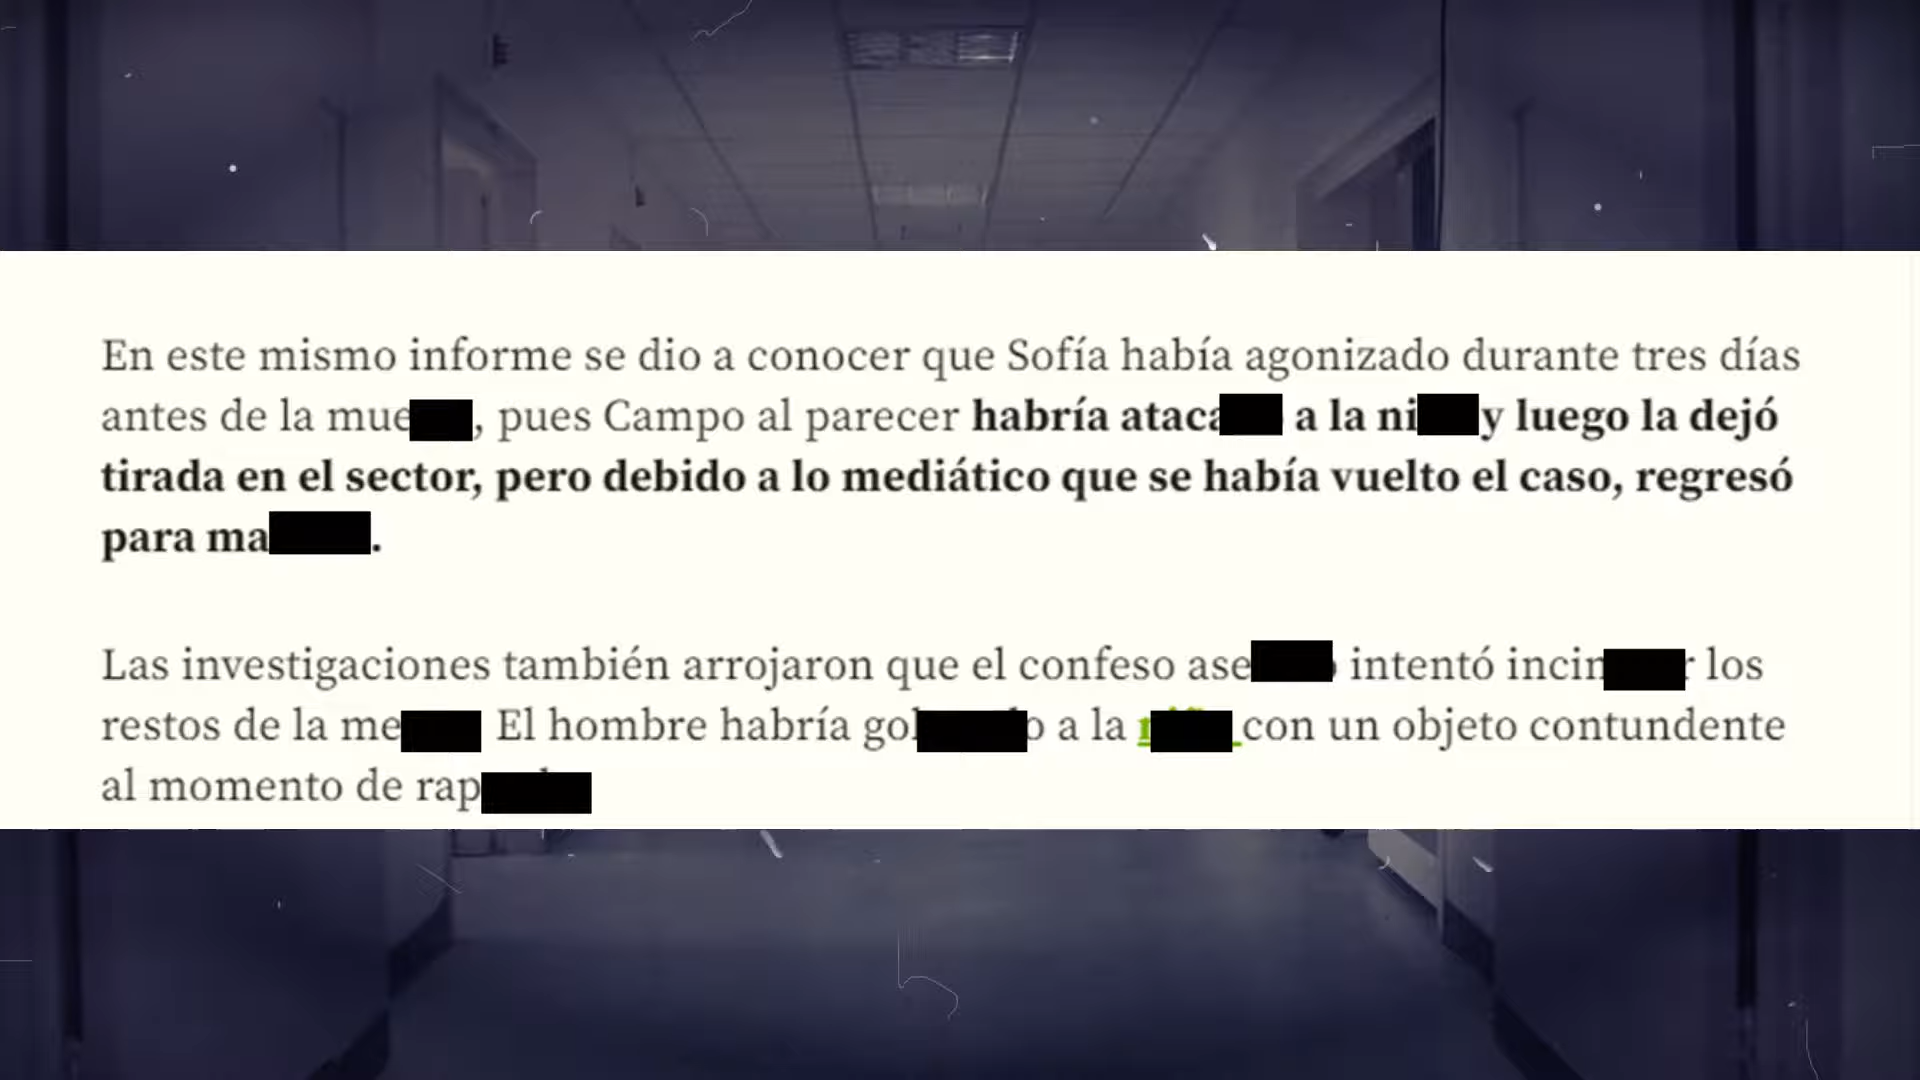 En este mismo informe se dio a conocer que Sofía había agonizado durante tres días
antes de la mue, pues Campo al parecer habría ataca a la ni y luego la dejó
tirada en el sector, pero debido a lo mediático que se había vuelto el caso, regresó
para ma.
Las investigaciones también arrojaron que el confeso ase intentó incin r los
restos de la me El hombre habría gol o a la con un objeto contundente
al momento de rap